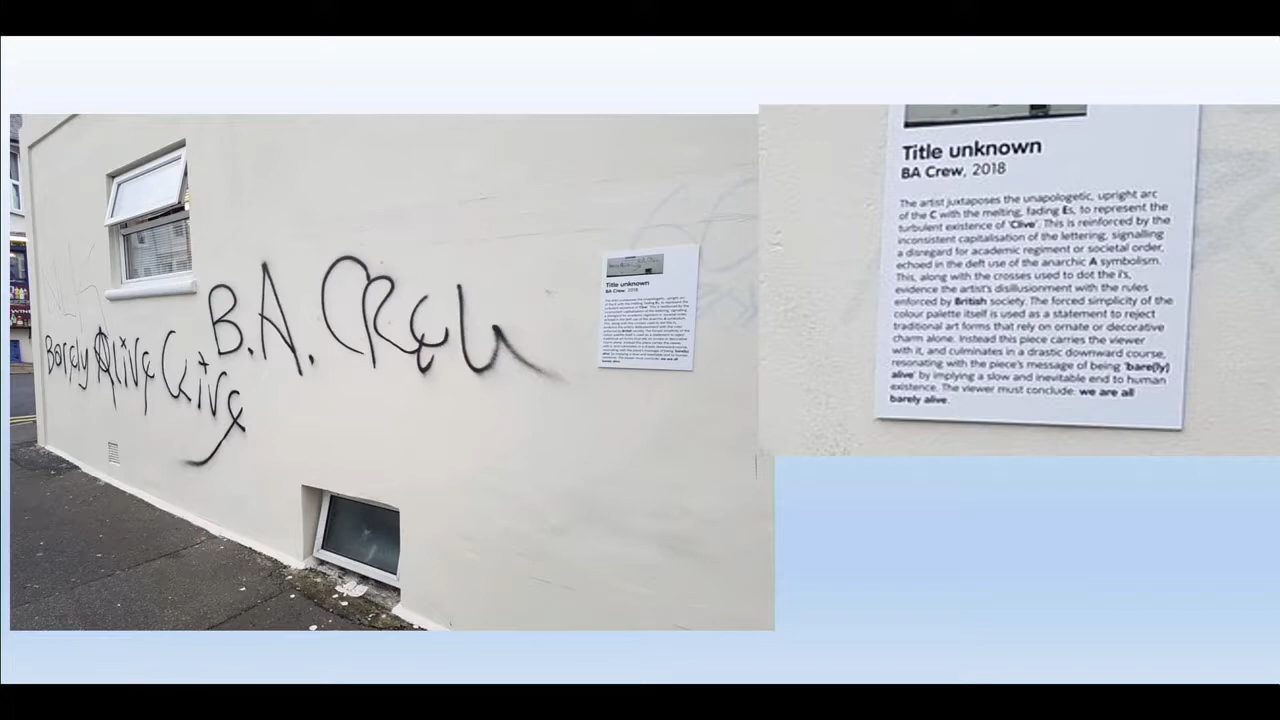 Barely Alive Clive
B.A. Crew
Title unknown
BA Crew, 2018
Title unknown
BA Crew, 2018
The artist juxtaposes the unapologetic, upright arc
of the C with the melting, fading Es, to represent the
turbulent existence of 'Clive'. This is reinforced by the
inconsistent capitalisation of the lettering, signalling
a disregard for academic regiment or societal order,
echoed in the deft use of the anarchic A symbolism.
This, along with the crosses used to dot the i's,
evidence the artist's disillusionment with the rules
enforced by British society. The forced simplicity of the
colour palette itself is used as a statement to reject
traditional art forms that rely on ornate or decorative
charm alone. Instead this piece carries the viewer
with it, and culminates in a drastic downward course,
resonating with the piece's message of being 'bare(ly)
alive' by implying a slow and inevitable end to human
existence. The viewer must conclude: we are all
barely alive.